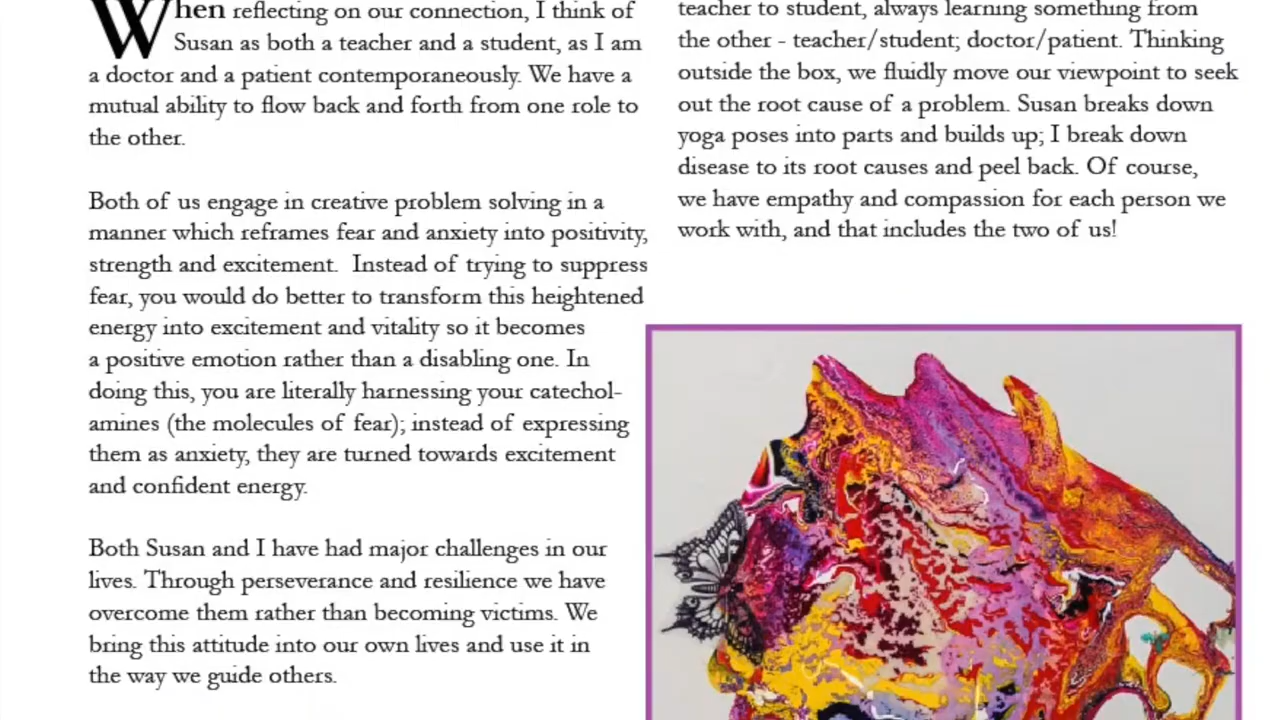 When reflecting on our connection, I think of
Susan as both a teacher and a student, as I am
a doctor and a patient contemporaneously. We have a
mutual ability to flow back and forth from one role to
the other.
Both of us engage in creative problem solving in a
manner which reframes fear and anxiety into positivity,
strength and excitement.  Instead of trying to suppress
fear, you would do better to transform this heightened
energy into excitement and vitality so it becomes
a positive emotion rather than a disabling one. In
doing this, you are literally harnessing your catechol-
amines (the molecules of fear); instead of expressing
them as anxiety, they are turned towards excitement
and confident energy.
Both Susan and I have had major challenges in our
lives. Through perseverance and resilience we have
overcome them rather than becoming victims. We
bring this attitude into our own lives and use it in
the way we guide others.
teacher to student, always learning something from
the other - teacher/student; doctor/patient. Thinking
outside the box, we fluidly move our viewpoint to seek
out the root cause of a problem. Susan breaks down
yoga poses into parts and builds up; I break down
disease to its root causes and peel back. Of course,
we have empathy and compassion for each person we
work with, and that includes the two of us!